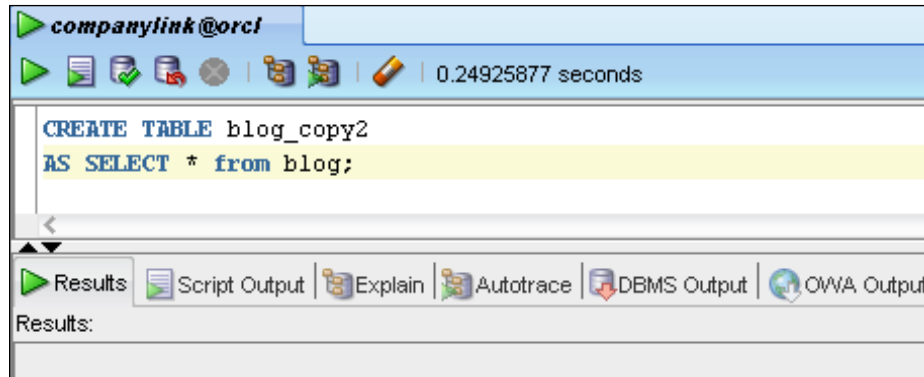 companylink@orcl
0.24925877 seconds
CREATE TABLE blog_copy2
AS SELECT * from blog;
Results Script Output Explain Autotrace DBMS Output OWA Output
Results: